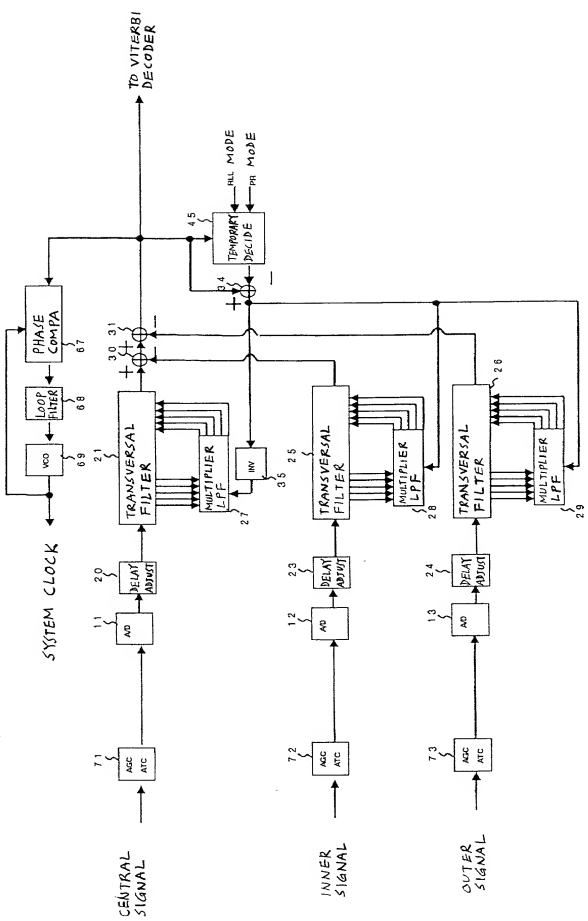 SYSTEM CLOCK
VCO
69
LOOP
FILTER
68
PHASE
COMPA
67
TO VITERBI
DECODER
CENTRAL
SIGNAL
AGC
ATC
71
A/D
11
DELAY
ADJUST
20
TRANSVERSAL
FILTER
21
MULTIPLIER
LPF
27
+
30
-
+
31
-
INV
35
+
34
-
TEMPORARY
DECIDE
45
RLL MODE
PR MODE
INNER
SIGNAL
AGC
ATC
72
A/D
12
DELAY
ADJUST
23
TRANSVERSAL
FILTER
25
MULTIPLIER
LPF
28
OUTER
SIGNAL
AGC
ATC
73
A/D
13
DELAY
ADJUST
24
TRANSVERSAL
FILTER
26
MULTIPLIER
LPF
29